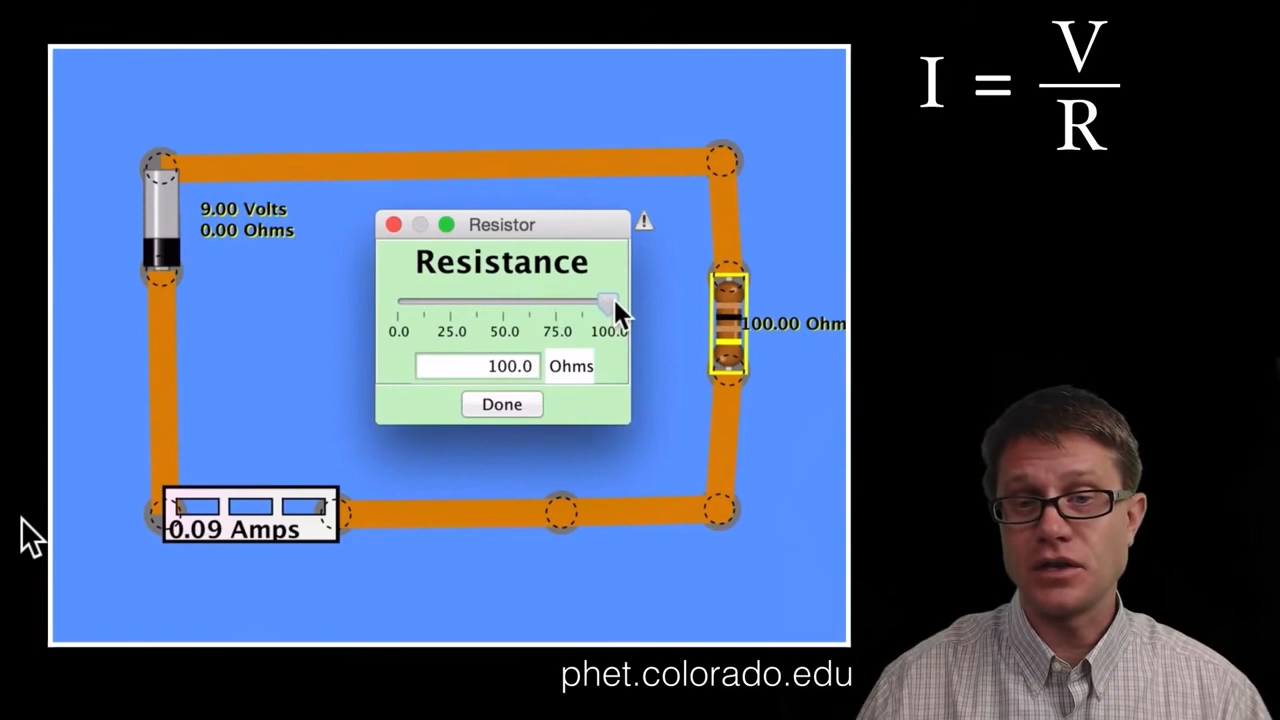 I = V
R
9.00 Volts
0.00 Ohms
Resistor
Resistance
0.0 25.0 50.0 75.0 100.0
100.0 Ohms
Done
100.00 Ohm
0.09 Amps
phet.colorado.edu